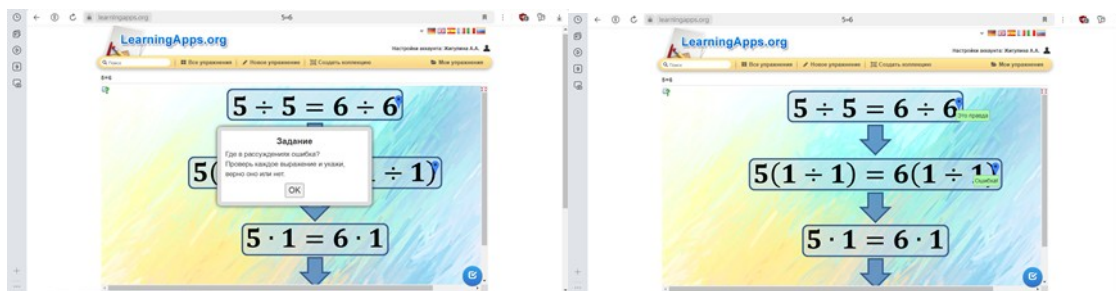 learningapps.org
5=6
LearningApps.org
Настройки аккаунта: Жигулина А.А.
Поиск
Все упражнения
Новое упражнение
Создать коллекцию
Мои упражнения
5=6
5 ÷ 5 = 6 ÷ 6
Задание
Где в рассуждениях ошибка?
Проверь каждое выражение и укажи,
верно оно или нет.
OK
5(
÷ 1)
5 · 1 = 6 · 1
learningapps.org
5=6
LearningApps.org
Настройки аккаунта: Жигулина А.А.
Поиск
Все упражнения
Новое упражнение
Создать коллекцию
Мои упражнения
5=6
5 ÷ 5 = 6 ÷ 6
Это правда
5(1 ÷ 1) = 6(1 ÷ 1)
Ошибка!
5 · 1 = 6 · 1